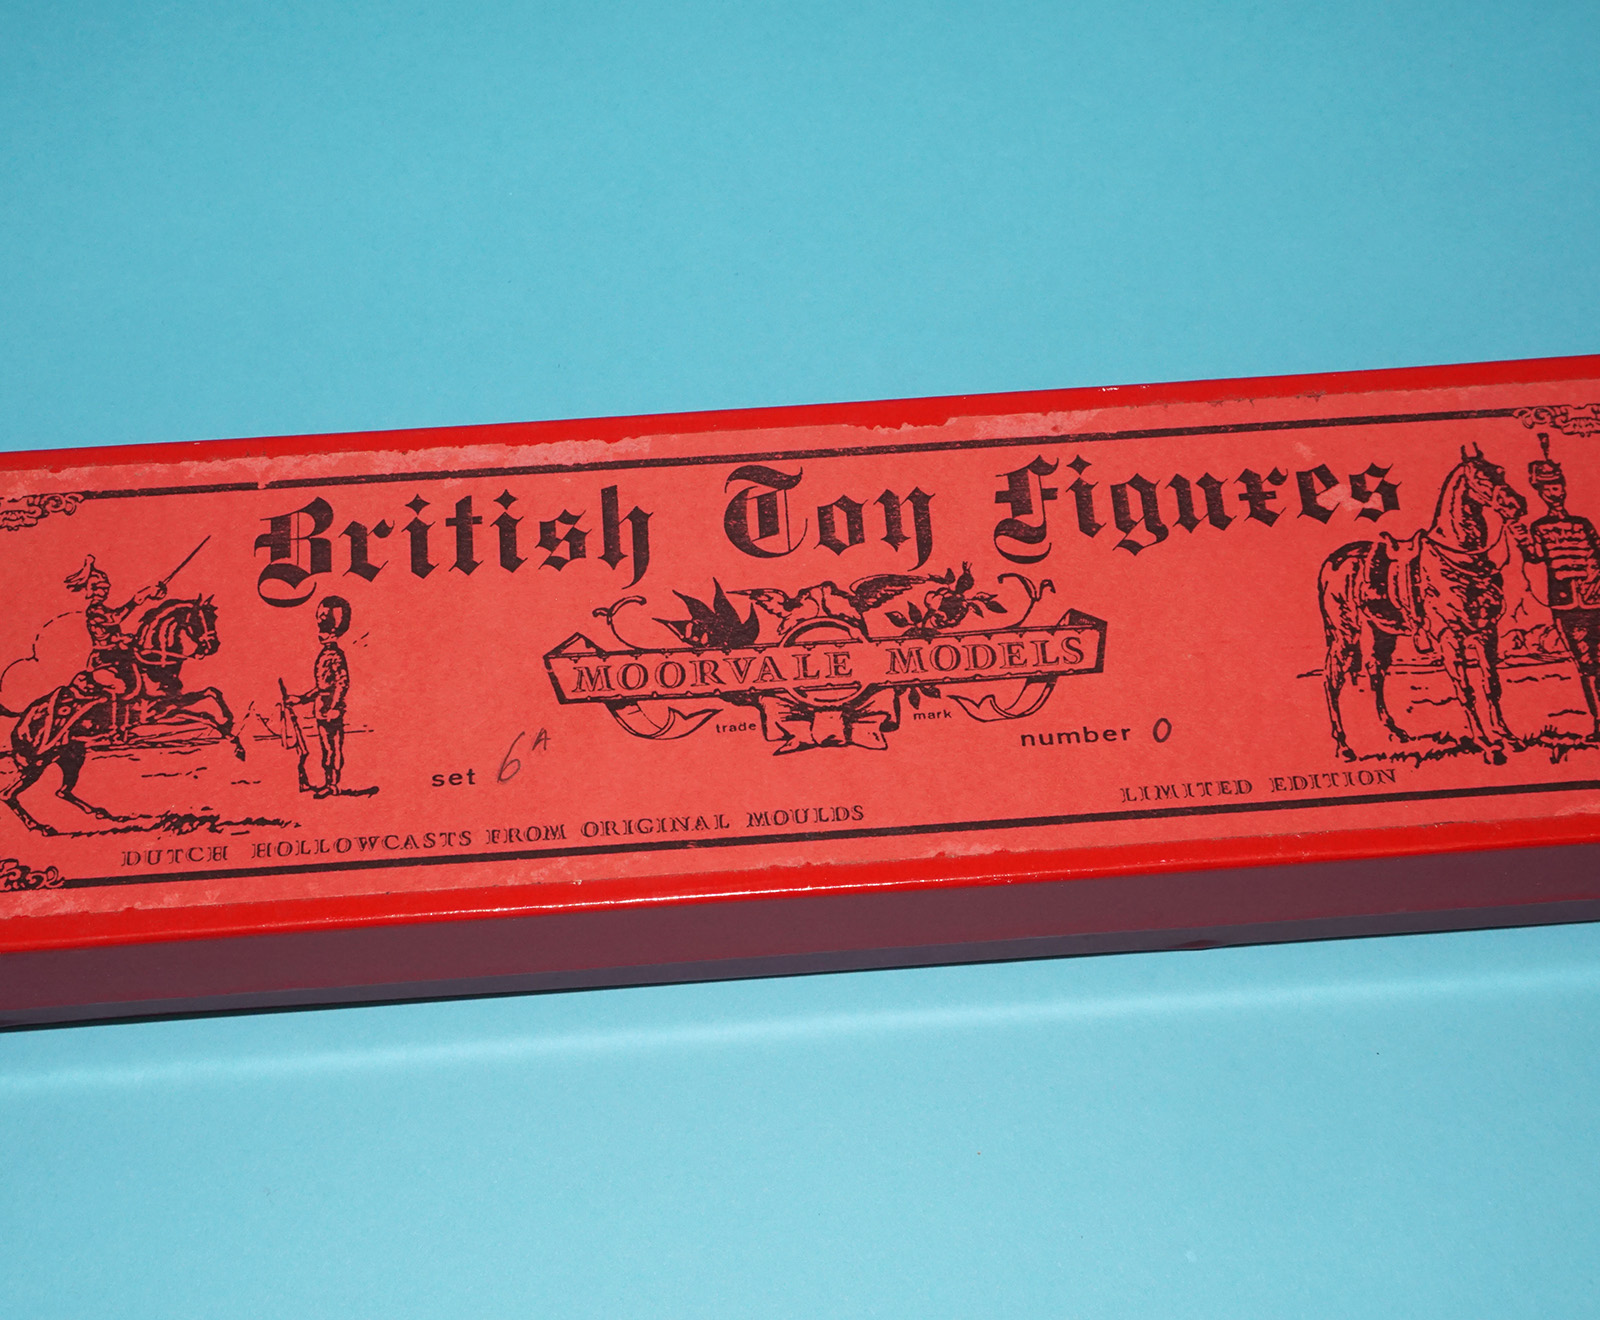 British Toy Figures
MOORVALE MODELS
trade mark
set 6A
number 0
DUTCH HOLLOWCASTS FROM ORIGINAL MOULDS
LIMITED EDITION